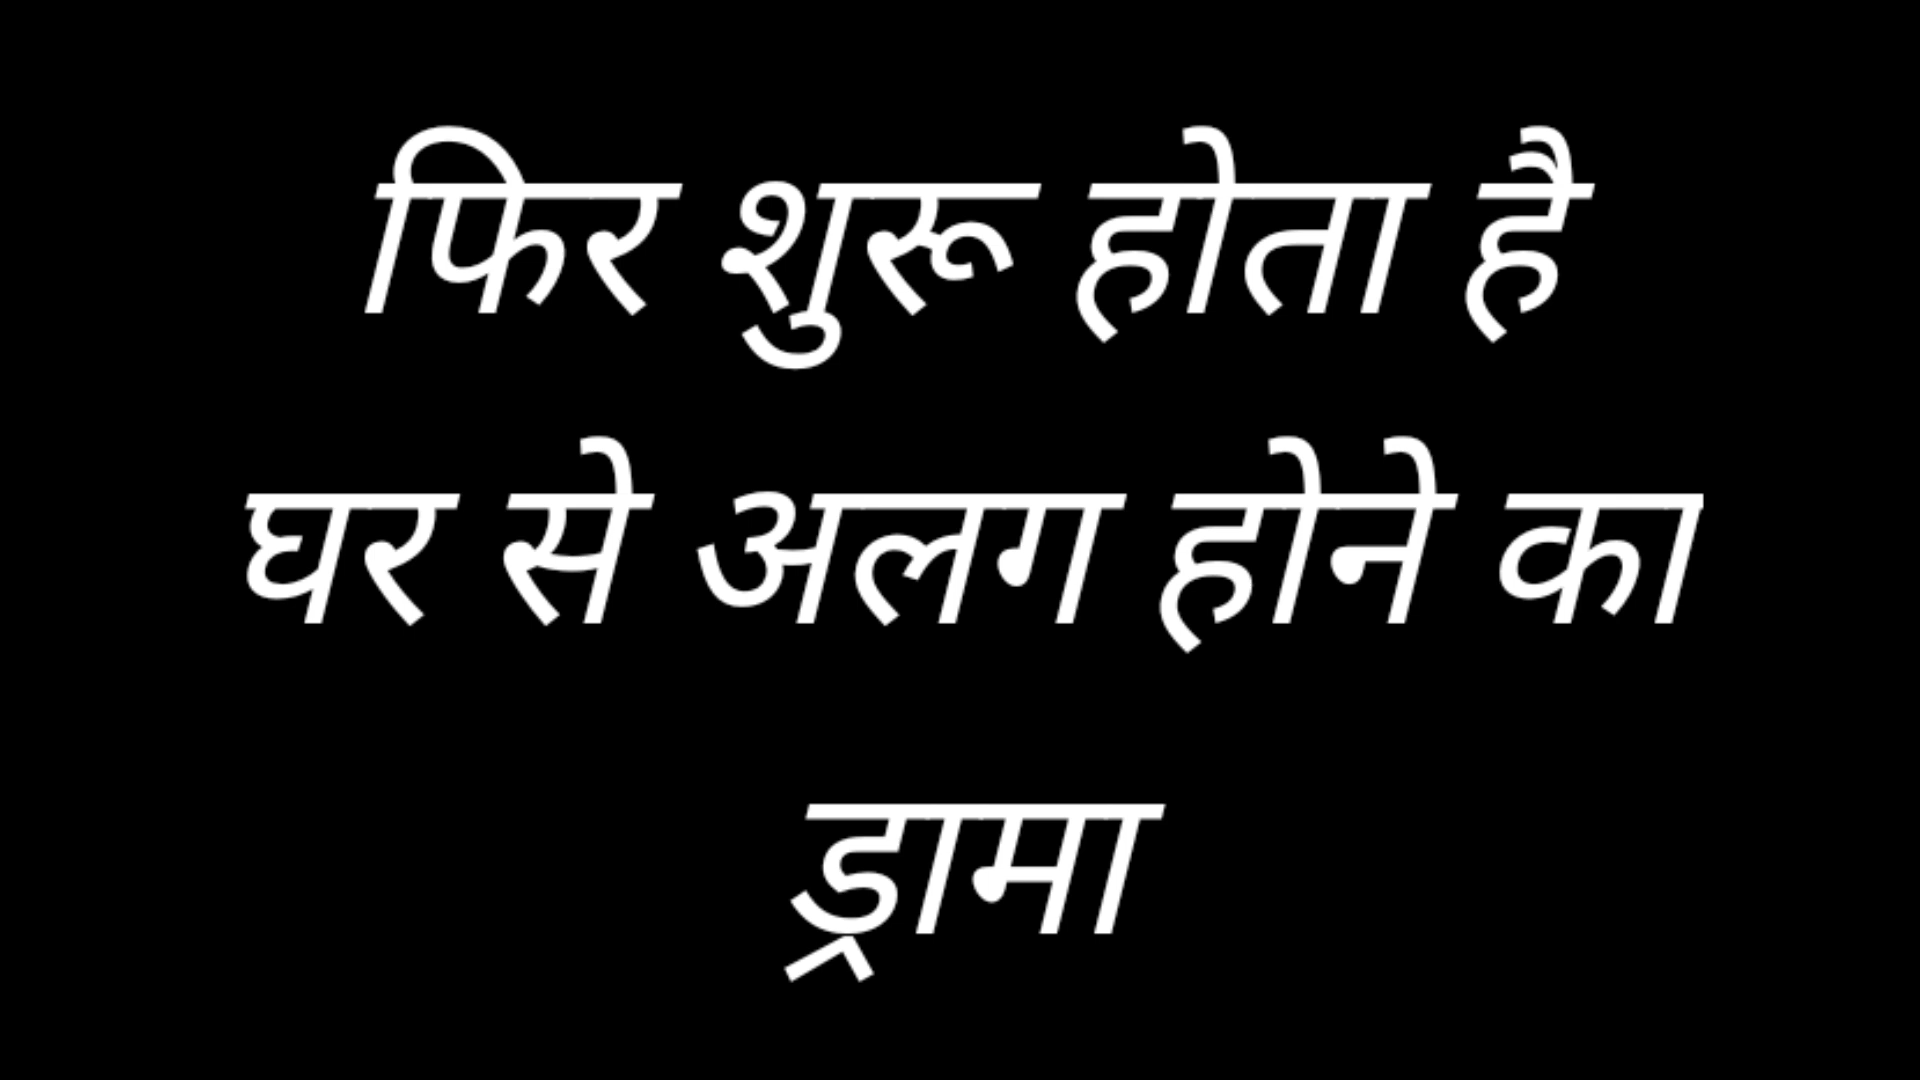 फिर शुरू होता है
घर से अलग होने का
ड्रामा